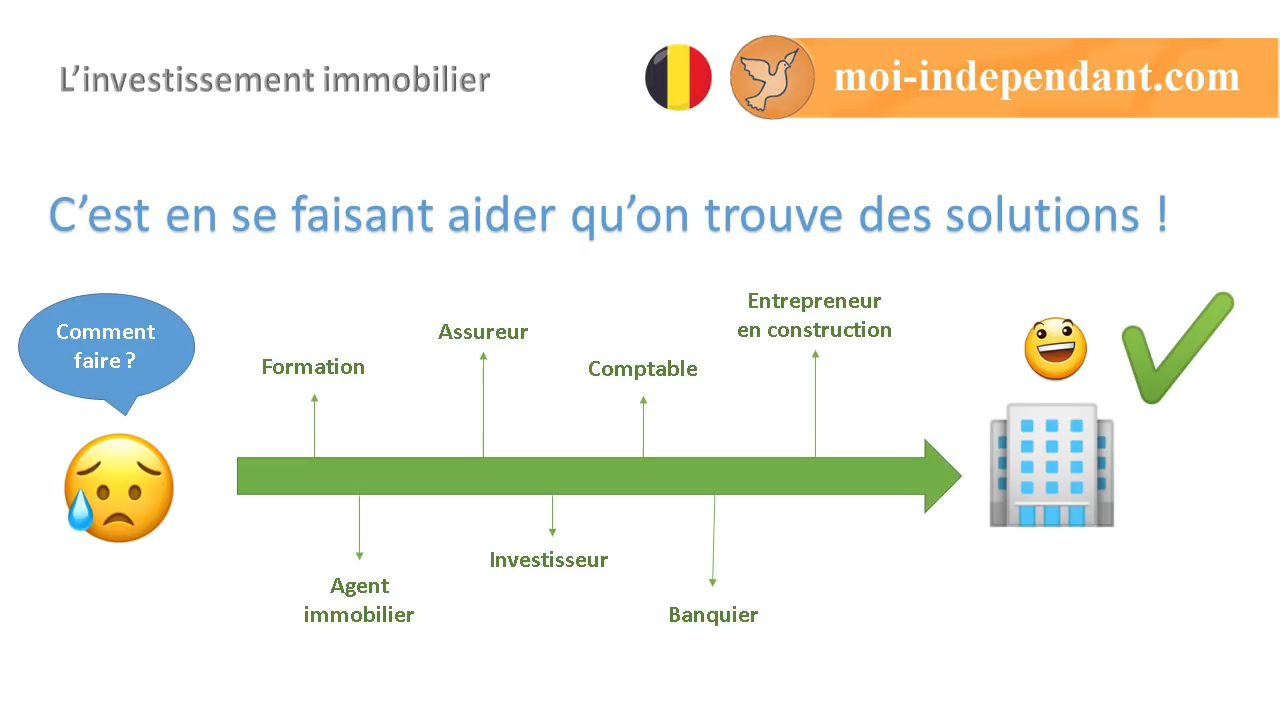 L’investissement immobilier
moi-independant.com
C’est en se faisant aider qu’on trouve des solutions !
Comment
faire ?
Formation
Assureur
Comptable
Entrepreneur
en construction
Agent
immobilier
Investisseur
Banquier